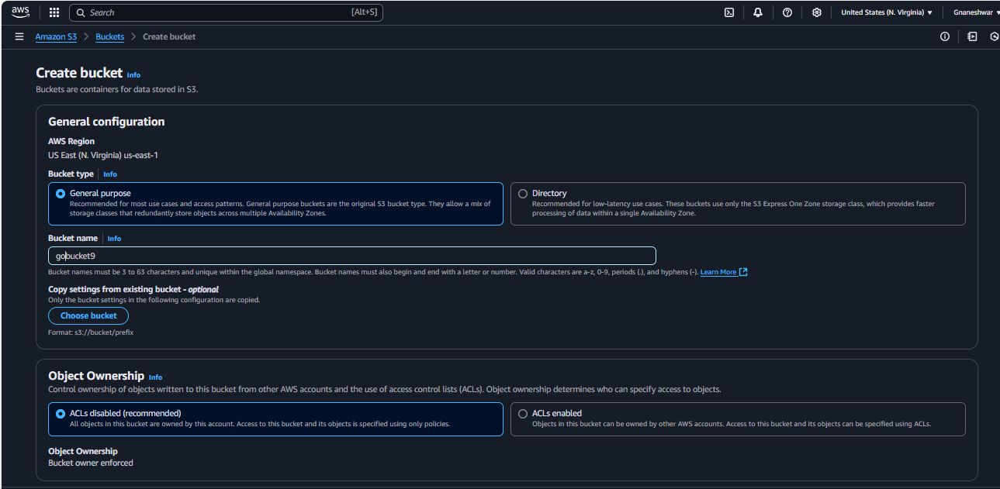 aws
Search [Alt+S]
United States (N. Virginia) ▼
Gnaneshwar ▼
Amazon S3 > Buckets > Create bucket
Create bucket Info
Buckets are containers for data stored in S3.
General configuration
AWS Region
US East (N. Virginia) us-east-1
Bucket type Info
General purpose
Recommended for most use cases and access patterns. General purpose buckets are the original S3 bucket type. They allow a mix of
storage classes that redundantly store objects across multiple Availability Zones.
Directory
Recommended for low-latency use cases. These buckets use only the S3 Express One Zone storage class, which provides faster
processing of data within a single Availability Zone.
Bucket name Info
gobucket9
Bucket names must be 3 to 63 characters and unique within the global namespace. Bucket names must also begin and end with a letter or number. Valid characters are a-z, 0-9, periods (.), and hyphens (-). Learn More
Copy settings from existing bucket - optional
Only the bucket settings in the following configuration are copied.
Choose bucket
Format: s3://bucket/prefix
Object Ownership Info
Control ownership of objects written to this bucket from other AWS accounts and the use of access control lists (ACLs). Object ownership determines who can specify access to objects.
ACLs disabled (recommended)
All objects in this bucket are owned by this account. Access to this bucket and its objects is specified using only policies.
ACLs enabled
Objects in this bucket can be owned by other AWS accounts. Access to this bucket and its objects can be specified using ACLs.
Object Ownership
Bucket owner enforced